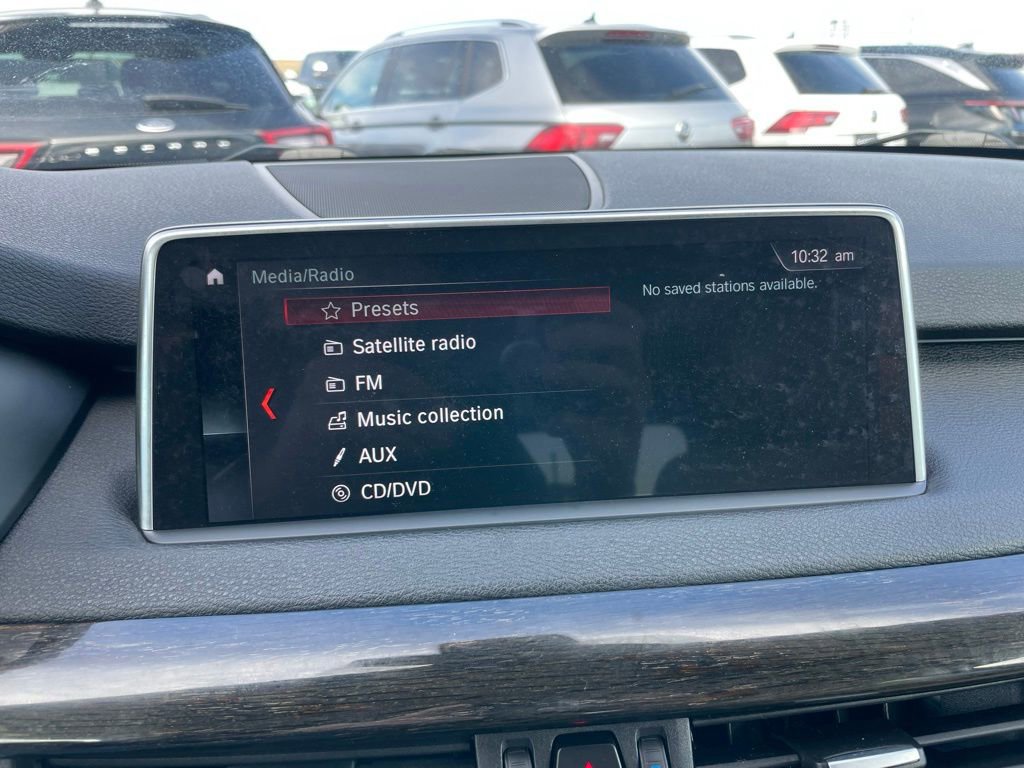 10:32 am
Media/Radio
No saved stations available.
Presets
Satellite radio
FM
Music collection
AUX
CD/DVD